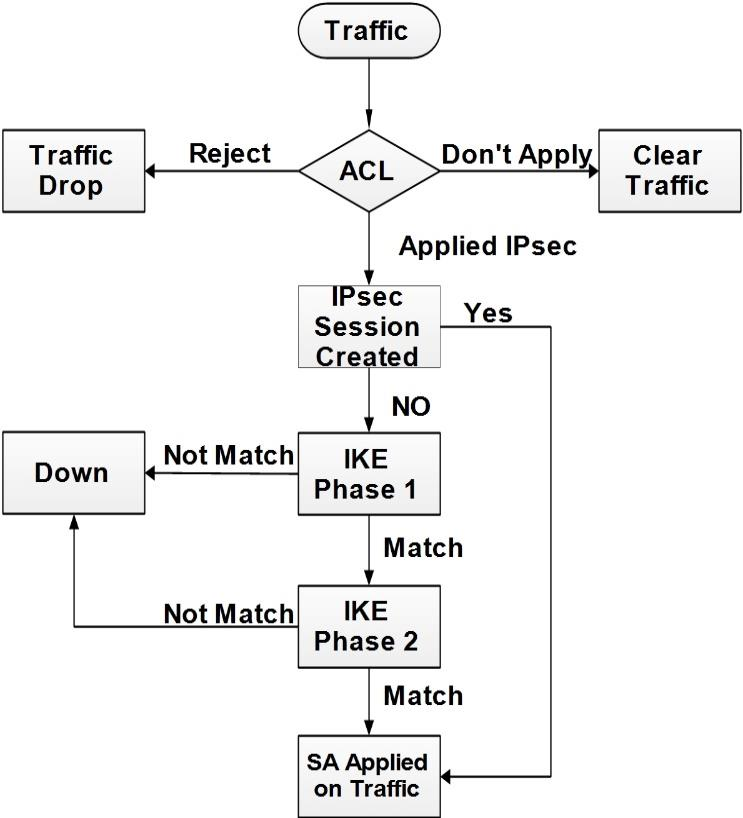 Traffic
Reject
Don't Apply
Traffic
Drop
ACL
Clear
Traffic
Applied IPsec
IPsec
Session
Created
Yes
NO
Not Match
Down
IKE
Phase 1
Match
Not Match
IKE
Phase 2
Match
SA Applied
on Traffic